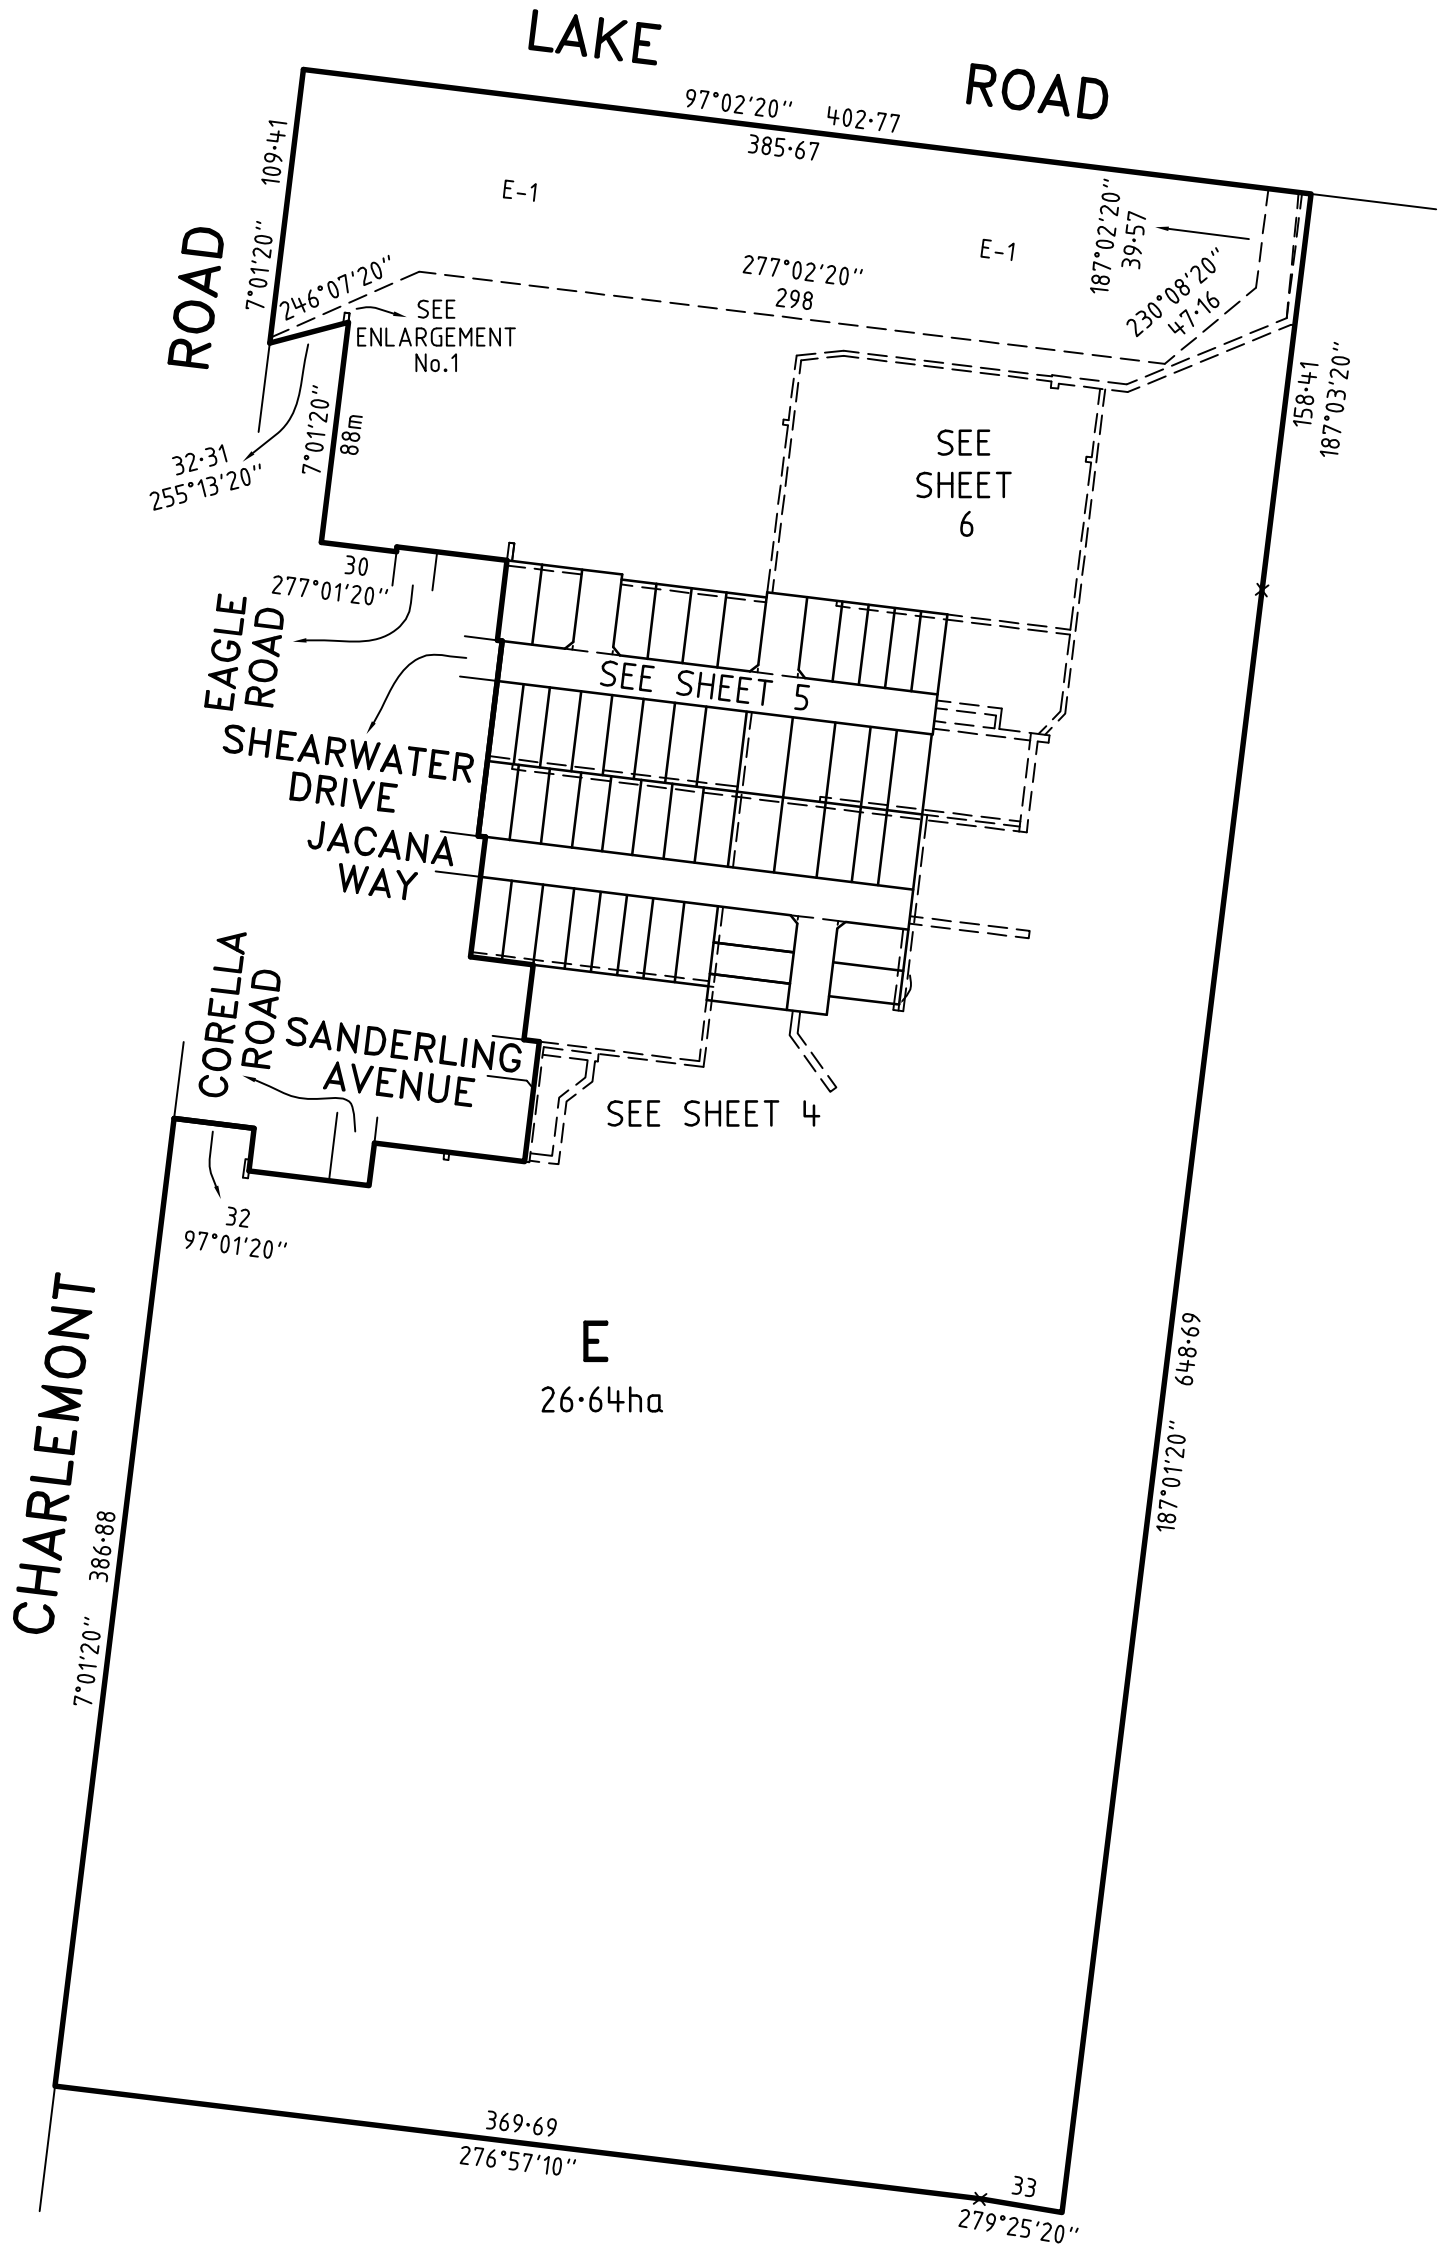 LAKE ROAD
97°02'20" 402·77
385·67
109·41
7°01'20"
E-1
E-1
187°02'20"
39·57
ROAD
246°07'20"
277°02'20"
298
230°08'20"
47·16
SEE
ENLARGEMENT
No.1
158·41
187°03'20"
7°01'20"
88m
32·31
255°13'20"
SEE
SHEET
6
30
277°01'20"
EAGLE
ROAD
SEE SHEET 5
SHEARWATER
DRIVE
JACANA
WAY
CORELLA
ROAD
SANDERLING
AVENUE
SEE SHEET 4
32
97°01'20"
CHARLEMONT
E
26·64ha
648·69
187°01'20"
386·88
7°01'20"
369·69
276°57'10"
33
279°25'20"